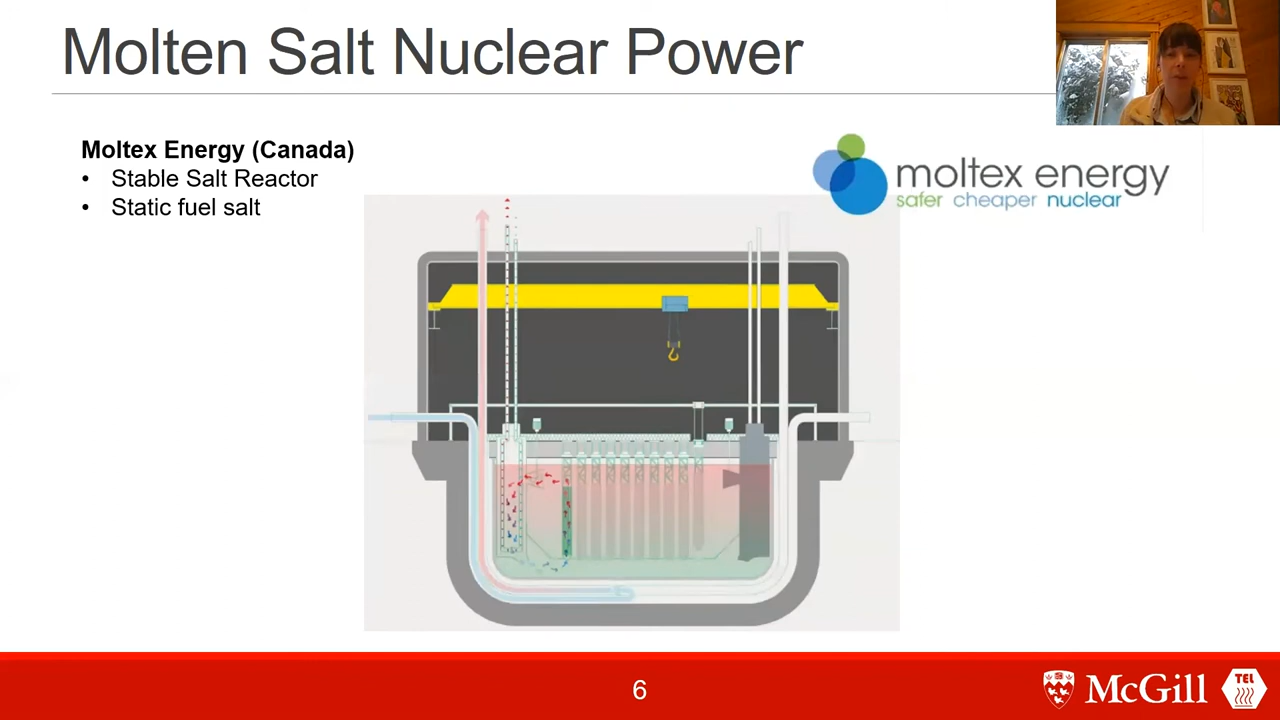 Molten Salt Nuclear Power
Moltex Energy (Canada)
• Stable Salt Reactor
• Static fuel salt
moltex energy
safer cheaper nuclear
6
McGill
TEL